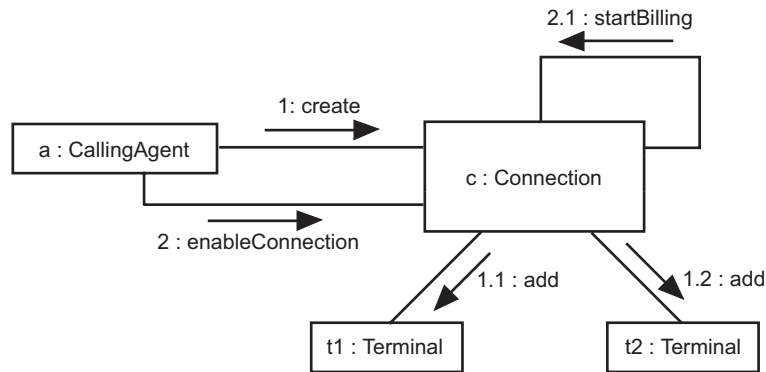 2.1 : startBilling
1: create
a : CallingAgent
c : Connection
2 : enableConnection
1.1 : add
1.2 : add
t1 : Terminal
t2 : Terminal